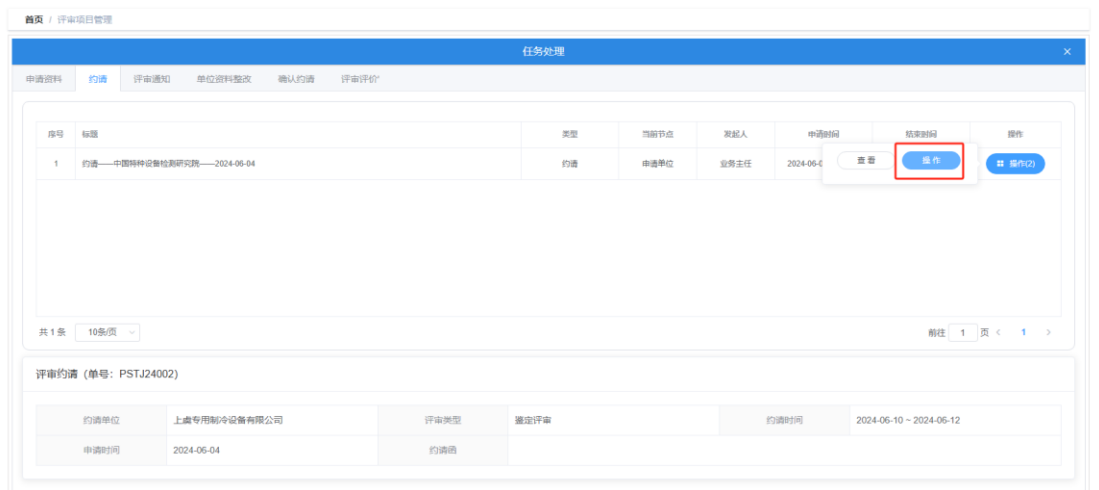 首页 / 评审项目管理
任务处理 ×
申请资料 约请 评审通知 单位资料整改 确认约请 评审评价
序号 标题 类型 当前节点 发起人 申请时间 结束时间 操作
1 约请——中国特种设备检测研究院——2024-06-04 约请 申请单位 业务主任 2024-06-0 查看 操作 操作(2)
共 1 条 10条/页 前往 1 页 < 1 >
评审约请（单号：PSTJ24002）
约请单位 上虞专用制冷设备有限公司 评审类型 鉴定评审 约请时间 2024-06-10 ~ 2024-06-12
申请时间 2024-06-04 约请函